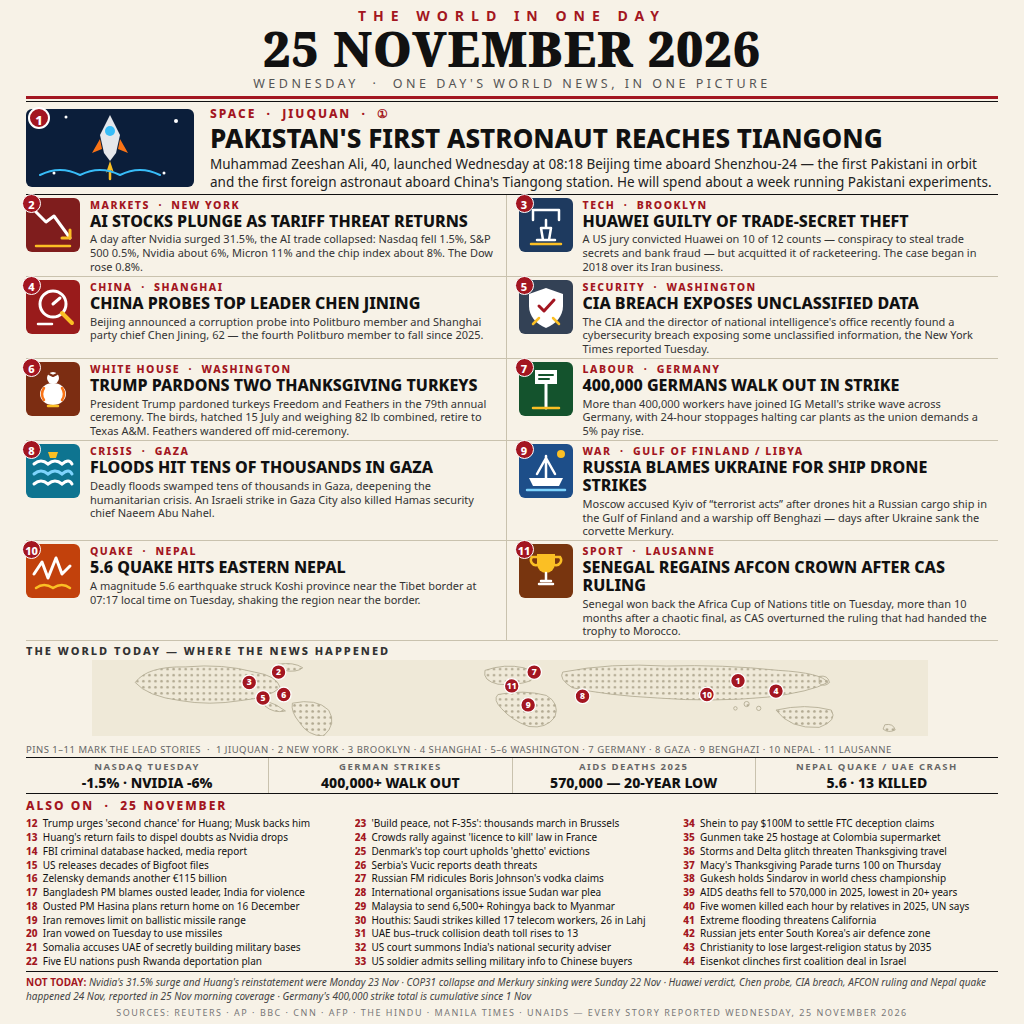 THE WORLD IN ONE DAY
25 NOVEMBER 2026
WEDNESDAY · ONE DAY'S WORLD NEWS, IN ONE PICTURE
1
SPACE · JIUQUAN · ①
PAKISTAN'S FIRST ASTRONAUT REACHES TIANGONG
Muhammad Zeeshan Ali, 40, launched Wednesday at 08:18 Beijing time aboard Shenzhou-24 — the first Pakistani in orbit
and the first foreign astronaut aboard China's Tiangong station. He will spend about a week running Pakistani experiments.
2
MARKETS · NEW YORK
AI STOCKS PLUNGE AS TARIFF THREAT RETURNS
A day after Nvidia surged 31.5%, the AI trade collapsed: Nasdaq fell 1.5%, S&P
500 0.5%, Nvidia about 6%, Micron 11% and the chip index about 8%. The Dow
rose 0.8%.
3
TECH · BROOKLYN
HUAWEI GUILTY OF TRADE-SECRET THEFT
A US jury convicted Huawei on 10 of 12 counts — conspiracy to steal trade
secrets and bank fraud — but acquitted it of racketeering. The case began in
2018 over its Iran business.
4
CHINA · SHANGHAI
CHINA PROBES TOP LEADER CHEN JINING
Beijing announced a corruption probe into Politburo member and Shanghai
party chief Chen Jining, 62 — the fourth Politburo member to fall since 2025.
5
SECURITY · WASHINGTON
CIA BREACH EXPOSES UNCLASSIFIED DATA
The CIA and the director of national intelligence's office recently found a
cybersecurity breach exposing some unclassified information, the New York
Times reported Tuesday.
6
WHITE HOUSE · WASHINGTON
TRUMP PARDONS TWO THANKSGIVING TURKEYS
President Trump pardoned turkeys Freedom and Feathers in the 79th annual
ceremony. The birds, hatched 15 July and weighing 82 lb combined, retire to
Texas A&M. Feathers wandered off mid-ceremony.
7
LABOUR · GERMANY
400,000 GERMANS WALK OUT IN STRIKE
More than 400,000 workers have joined IG Metall's strike wave across
Germany, with 24-hour stoppages halting car plants as the union demands a
5% pay rise.
8
CRISIS · GAZA
FLOODS HIT TENS OF THOUSANDS IN GAZA
Deadly floods swamped tens of thousands in Gaza, deepening the
humanitarian crisis. An Israeli strike in Gaza City also killed Hamas security
chief Naeem Abu Nahel.
9
WAR · GULF OF FINLAND / LIBYA
RUSSIA BLAMES UKRAINE FOR SHIP DRONE
STRIKES
Moscow accused Kyiv of “terrorist acts” after drones hit a Russian cargo ship in
the Gulf of Finland and a warship off Benghazi — days after Ukraine sank the
corvette Merkury.
10
QUAKE · NEPAL
5.6 QUAKE HITS EASTERN NEPAL
A magnitude 5.6 earthquake struck Koshi province near the Tibet border at
07:17 local time on Tuesday, shaking the region near the border.
11
SPORT · LAUSANNE
SENEGAL REGAINS AFCON CROWN AFTER CAS
RULING
Senegal won back the Africa Cup of Nations title on Tuesday, more than 10
months after a chaotic final, as CAS overturned the ruling that had handed the
trophy to Morocco.
THE WORLD TODAY — WHERE THE NEWS HAPPENED
2
7
3
1
11
4
5
6
8
10
9
PINS 1–11 MARK THE LEAD STORIES · 1 JIUQUAN · 2 NEW YORK · 3 BROOKLYN · 4 SHANGHAI · 5–6 WASHINGTON · 7 GERMANY · 8 GAZA · 9 BENGHAZI · 10 NEPAL · 11 LAUSANNE
NASDAQ TUESDAY
-1.5% · NVIDIA -6%
GERMAN STRIKES
400,000+ WALK OUT
AIDS DEATHS 2025
570,000 — 20-YEAR LOW
NEPAL QUAKE / UAE CRASH
5.6 · 13 KILLED
ALSO ON · 25 NOVEMBER
12 Trump urges 'second chance' for Huang; Musk backs him
13 Huang's return fails to dispel doubts as Nvidia drops
14 FBI criminal database hacked, media report
15 US releases decades of Bigfoot files
16 Zelensky demands another €115 billion
17 Bangladesh PM blames ousted leader, India for violence
18 Ousted PM Hasina plans return home on 16 December
19 Iran removes limit on ballistic missile range
20 Iran vowed on Tuesday to use missiles
21 Somalia accuses UAE of secretly building military bases
22 Five EU nations push Rwanda deportation plan
23 'Build peace, not F-35s': thousands march in Brussels
24 Crowds rally against 'licence to kill' law in France
25 Denmark's top court upholds 'ghetto' evictions
26 Serbia's Vucic reports death threats
27 Russian FM ridicules Boris Johnson's vodka claims
28 International organisations issue Sudan war plea
29 Malaysia to send 6,500+ Rohingya back to Myanmar
30 Houthis: Saudi strikes killed 17 telecom workers, 26 in Lahj
31 UAE bus–truck collision death toll rises to 13
32 US court summons India's national security adviser
33 US soldier admits selling military info to Chinese buyers
34 Shein to pay $100M to settle FTC deception claims
35 Gunmen take 25 hostage at Colombia supermarket
36 Storms and Delta glitch threaten Thanksgiving travel
37 Macy's Thanksgiving Parade turns 100 on Thursday
38 Gukesh holds Sindarov in world chess championship
39 AIDS deaths fell to 570,000 in 2025, lowest in 20+ years
40 Five women killed each hour by relatives in 2025, UN says
41 Extreme flooding threatens California
42 Russian jets enter South Korea's air defence zone
43 Christianity to lose largest-religion status by 2035
44 Eisenkot clinches first coalition deal in Israel
NOT TODAY: Nvidia's 31.5% surge and Huang's reinstatement were Monday 23 Nov · COP31 collapse and Merkury sinking were Sunday 22 Nov · Huawei verdict, Chen probe, CIA breach, AFCON ruling and Nepal quake
happened 24 Nov, reported in 25 Nov morning coverage · Germany's 400,000 strike total is cumulative since 1 Nov
SOURCES: REUTERS · AP · BBC · CNN · AFP · THE HINDU · MANILA TIMES · UNAIDS — EVERY STORY REPORTED WEDNESDAY, 25 NOVEMBER 2026